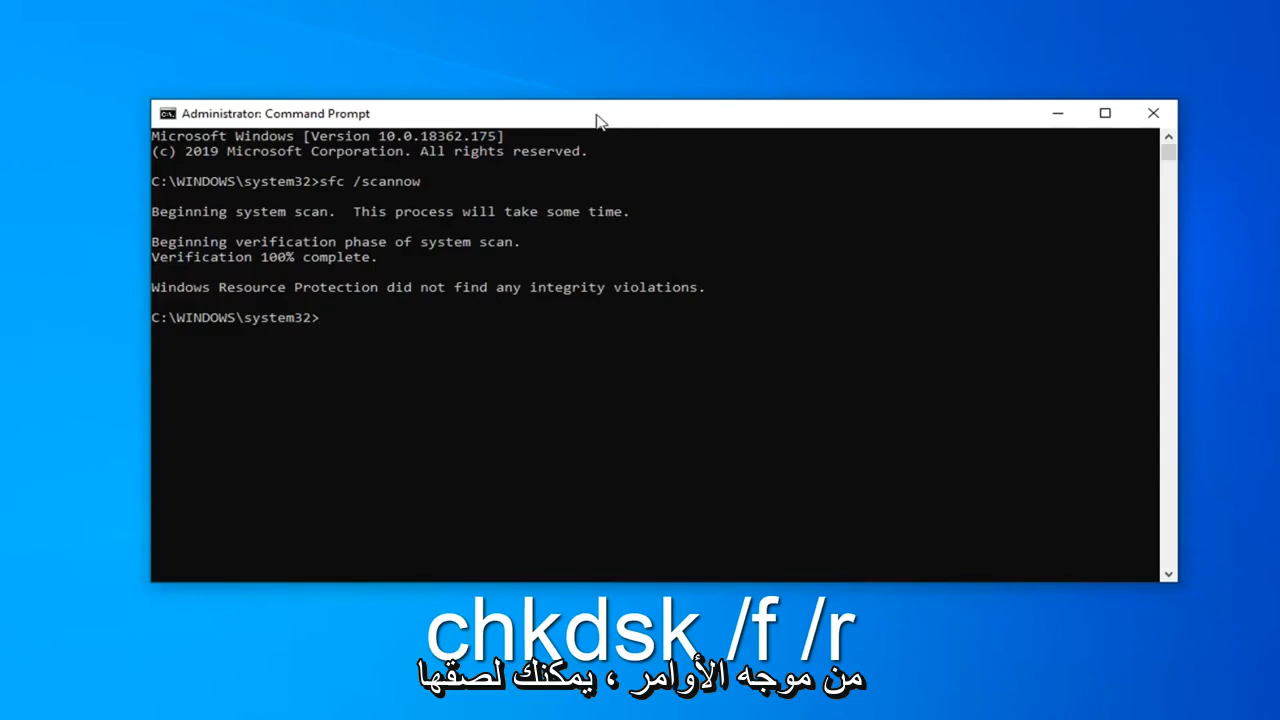 Administrator: Command Prompt
Microsoft Windows [Version 10.0.18362.175]
(c) 2019 Microsoft Corporation. All rights reserved.
C:\WINDOWS\system32>sfc /scannow
Beginning system scan.  This process will take some time.
Beginning verification phase of system scan.
Verification 100% complete.
Windows Resource Protection did not find any integrity violations.
C:\WINDOWS\system32>
chkdsk /f /r
من موجه الأوامر ، يمكنك لصقها